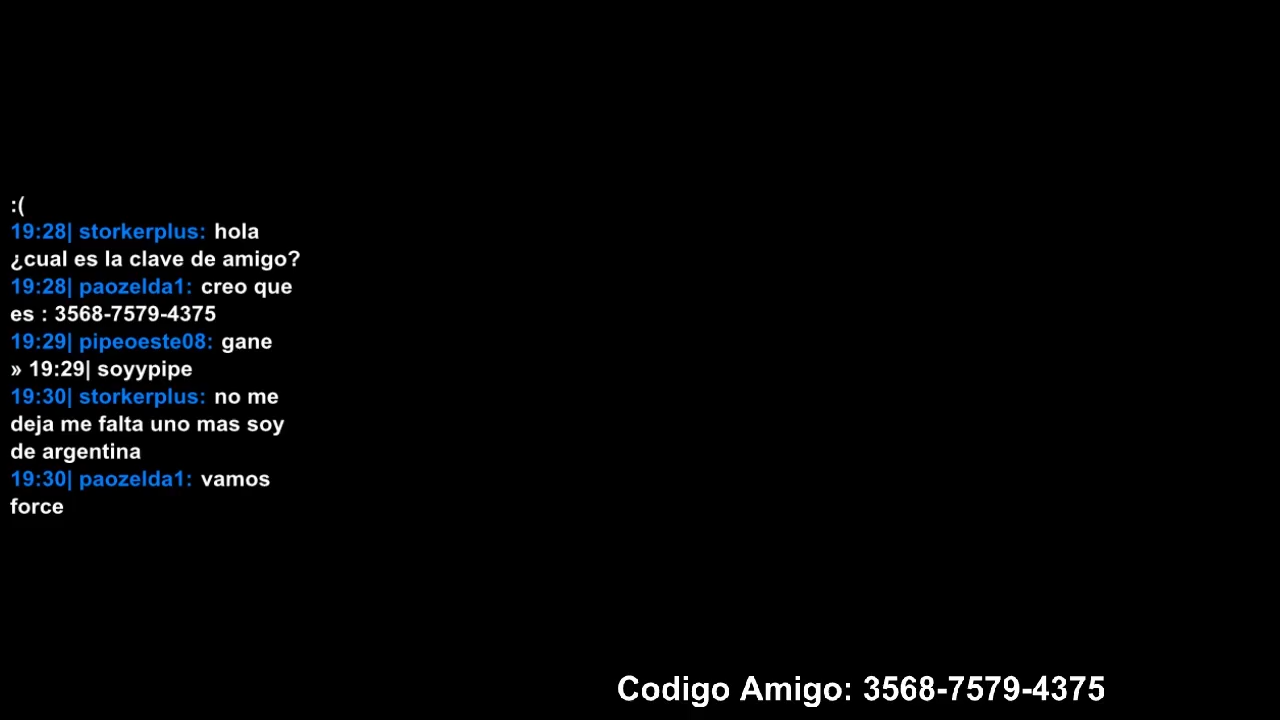 :(
19:28| storkerplus: hola
¿cual es la clave de amigo?
19:28| paozelda1: creo que
es : 3568-7579-4375
19:29| pipeoeste08: gane
» 19:29| soyypipe
19:30| storkerplus: no me
deja me falta uno mas soy
de argentina
19:30| paozelda1: vamos
force
Codigo Amigo: 3568-7579-4375